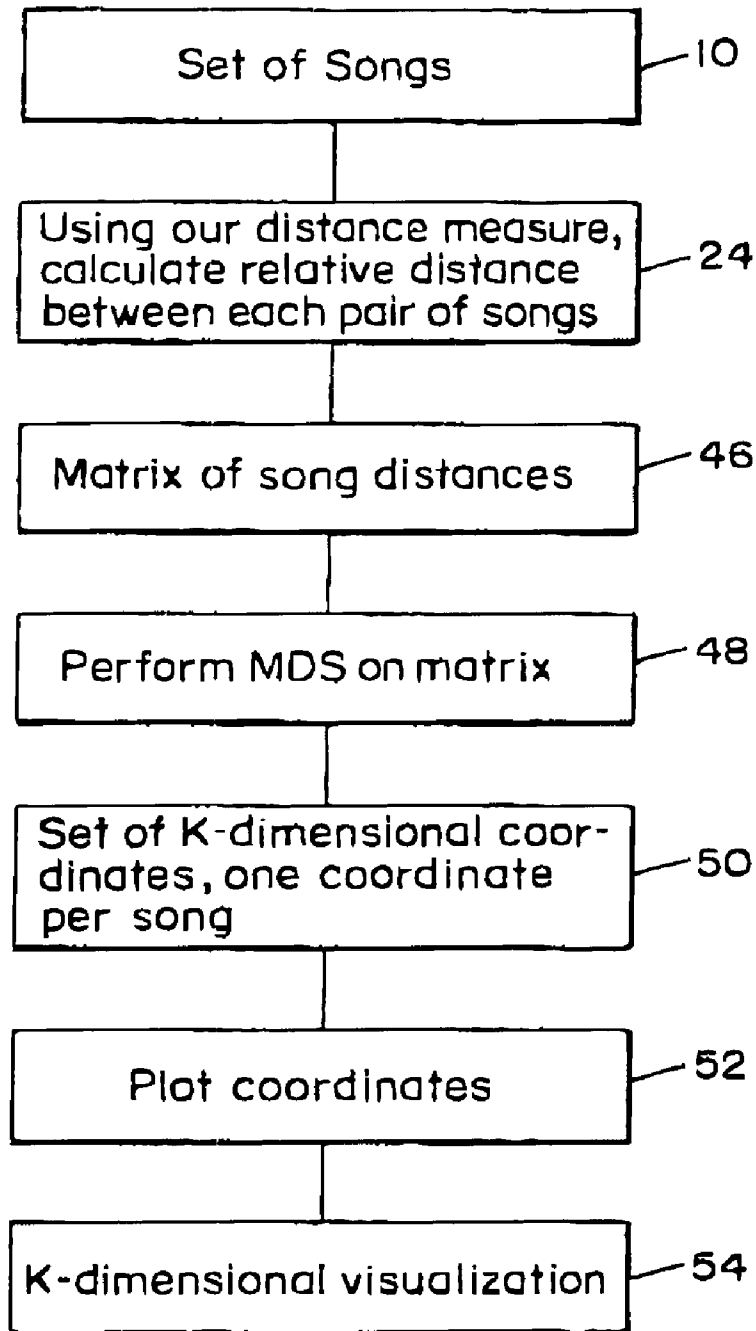 Set of Songs
10
Using our distance measure,
calculate relative distance
between each pair of songs
24
Matrix of song distances
46
Perform MDS on matrix
48
Set of K-dimensional coor-
dinates, one coordinate
per song
50
Plot coordinates
52
K-dimensional visualization
54